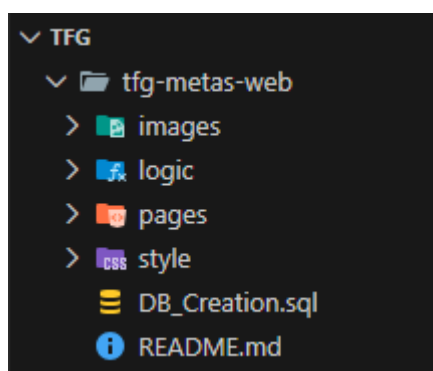 TFG
tfg-metas-web
images
logic
pages
style
DB_Creation.sql
README.md